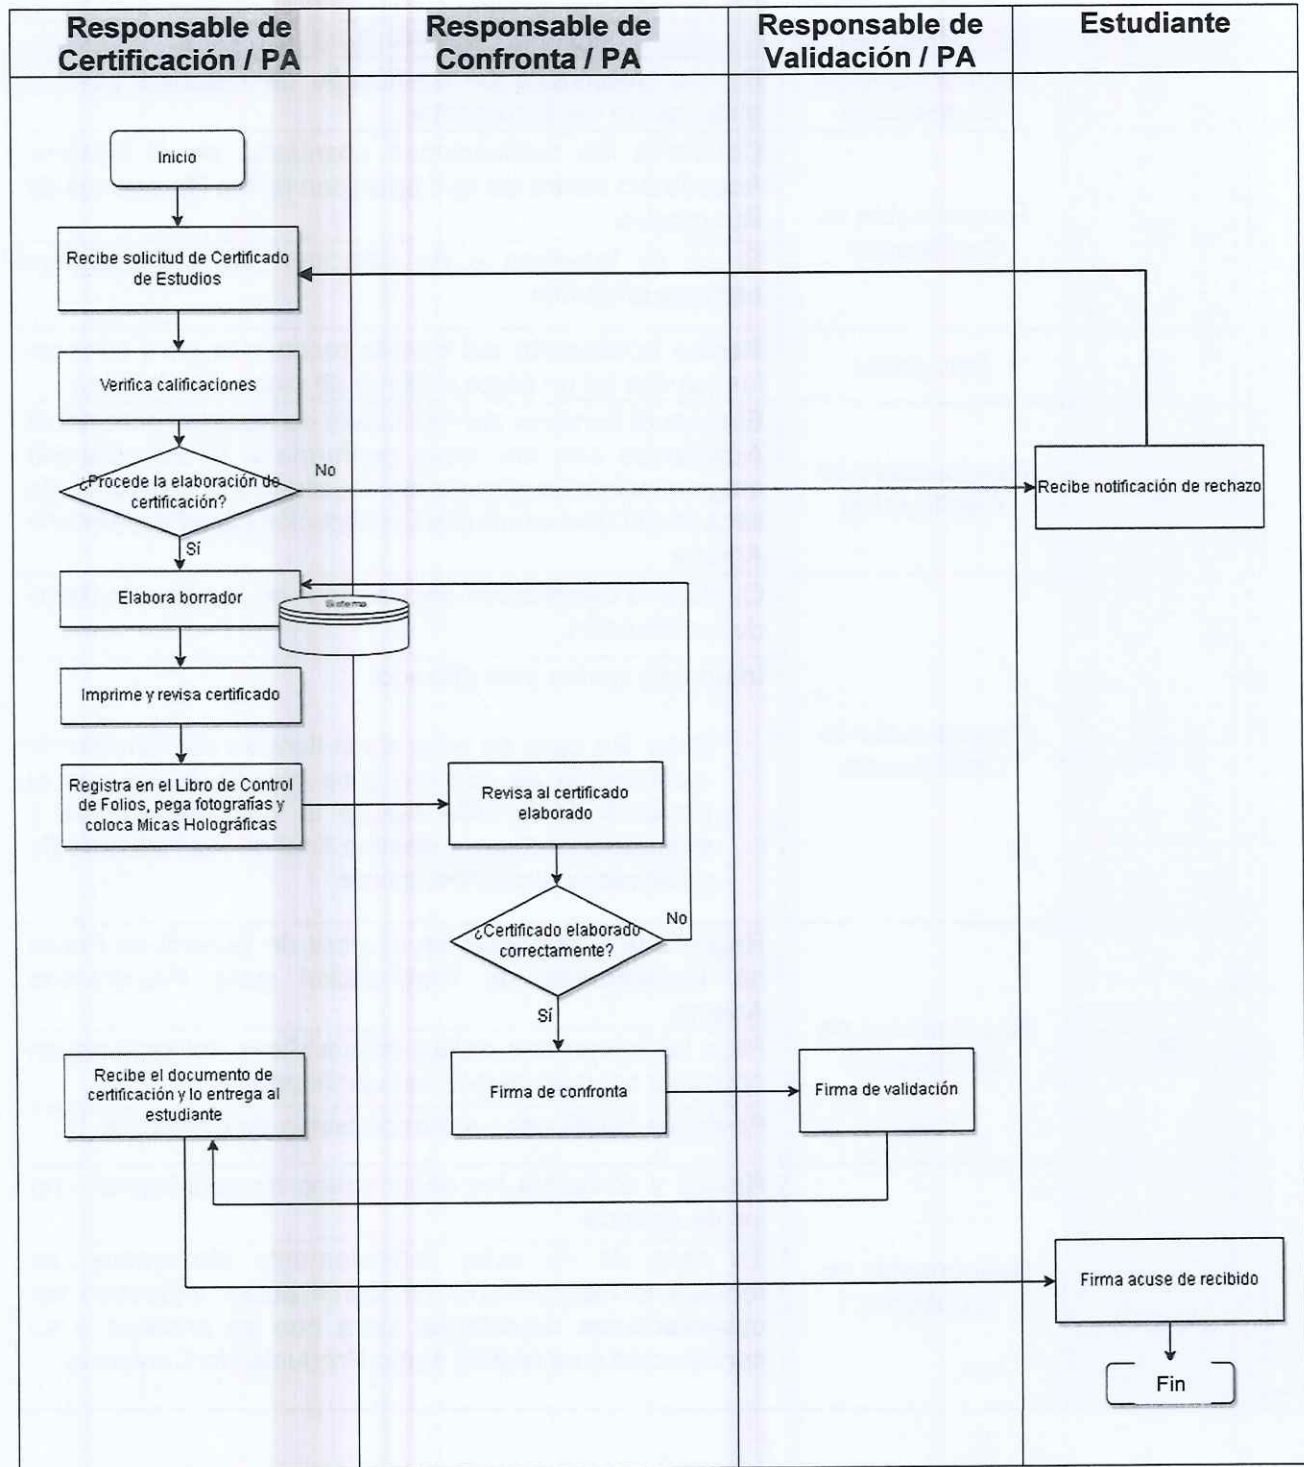 Responsable de
Certificación / PA
Responsable de
Confronta / PA
Responsable de
Validación / PA
Estudiante
Inicio
Recibe solicitud de Certificado
de Estudios
Verifica calificaciones
¿Procede la elaboración de
certificación?
No
Recibe notificación de rechazo
Sí
Elabora borrador
Sistema
Imprime y revisa certificado
Registra en el Libro de Control
de Folios, pega fotografías y
coloca Micas Holográficas
Revisa al certificado
elaborado
¿Certificado elaborado
correctamente?
No
Sí
Recibe el documento de
certificación y lo entrega al
estudiante
Firma de confronta
Firma de validación
Firma acuse de recibido
Fin